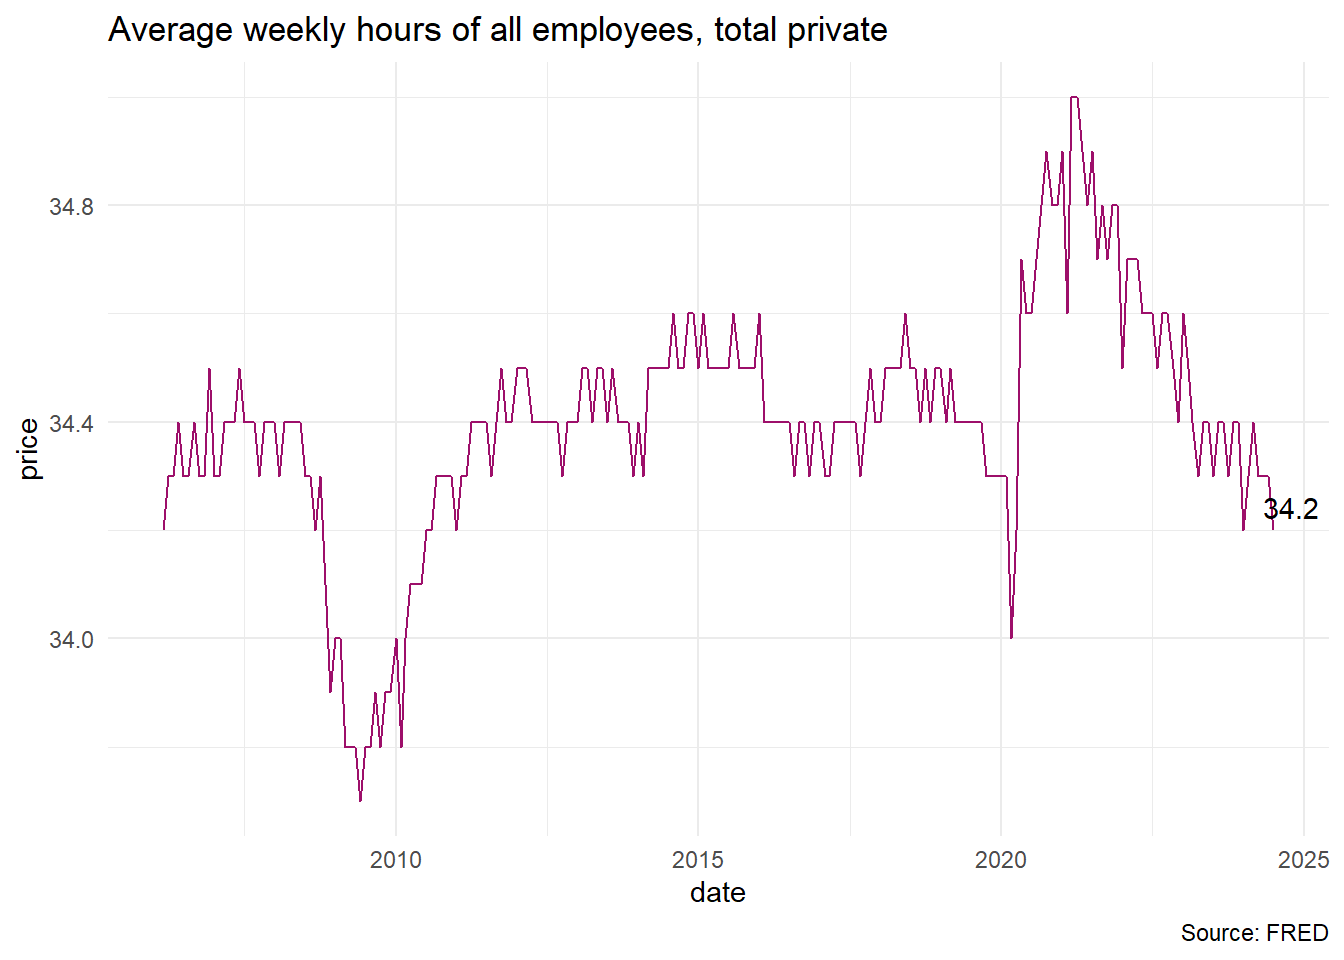 Average weekly hours of all employees, total private
34.8
34.4
34.0
price
34.2
2010
2015
2020
2025
date
Source: FRED